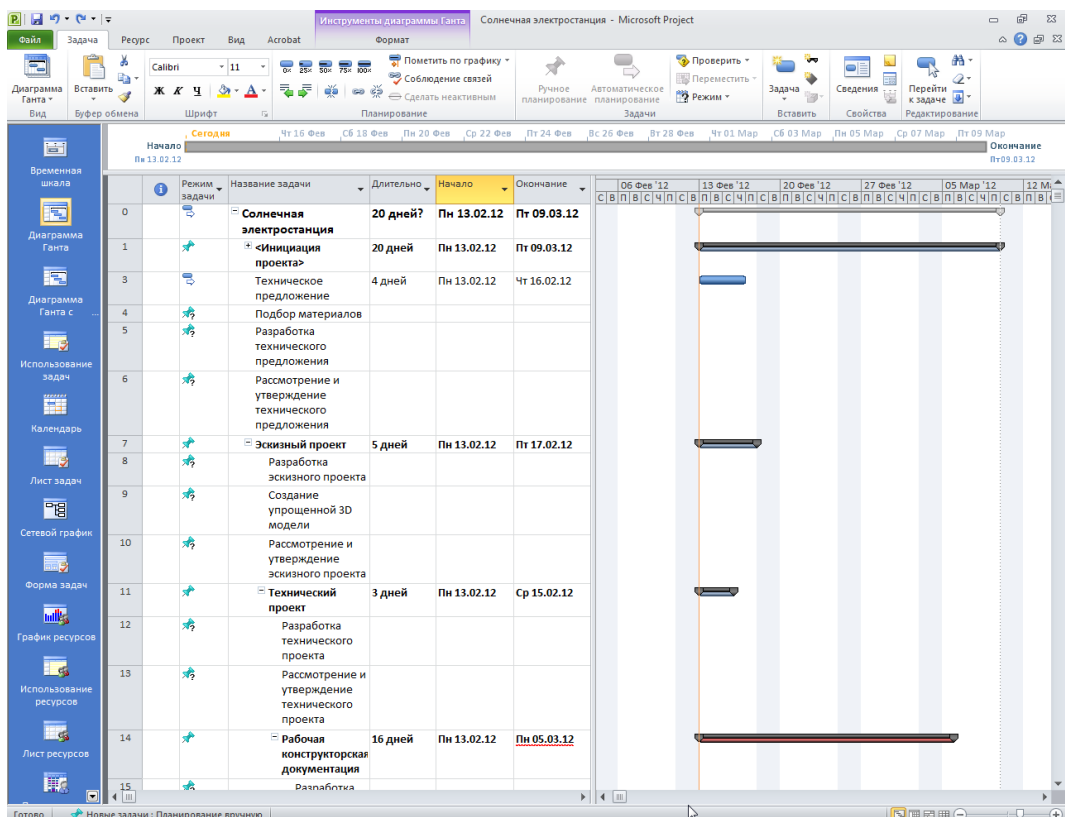 Инструменты диаграммы Ганта
Солнечная электростанция - Microsoft Project
Файл Задача Ресурс Проект Вид Acrobat Формат
Диаграмма Ганта
Вид
Вставить
Буфер обмена
Calibri 11
Ж К Ч
Шрифт
0× 25× 50× 75× 100×
Пометить по графику
Соблюдение связей
Сделать неактивным
Планирование
Ручное планирование
Автоматическое планирование
Проверить
Переместить
Режим
Задачи
Задача
Вставить
Сведения
Свойства
Перейти к задаче
Редактирование
Сегодня Чт 16 Фев Сб 18 Фев Пн 20 Фев Ср 22 Фев Пт 24 Фев Вс 26 Фев Вт 28 Фев Чт 01 Мар Сб 03 Мар Пн 05 Мар Ср 07 Мар Пт 09 Мар
Начало
Пн 13.02.12
Окончание
Пт 09.03.12
Временная шкала
Диаграмма Ганта
Диаграмма Ганта с ...
Использование задач
Календарь
Лист задач
Сетевой график
Форма задач
График ресурсов
Использование ресурсов
Лист ресурсов
Режим задачи Название задачи Длительно Начало Окончание
06 Фев '12 13 Фев '12 20 Фев '12 27 Фев '12 05 Мар '12 12 М
С В П В С Ч П С В П В С Ч П С В П В С Ч П С В П В С Ч П С В П В С Ч П С В П В
0 Солнечная электростанция 20 дней? Пн 13.02.12 Пт 09.03.12
1 <Инициация проекта> 20 дней Пн 13.02.12 Пт 09.03.12
3 Техническое предложение 4 дней Пн 13.02.12 Чт 16.02.12
4 Подбор материалов
5 Разработка технического предложения
6 Рассмотрение и утверждение технического предложения
7 Эскизный проект 5 дней Пн 13.02.12 Пт 17.02.12
8 Разработка эскизного проекта
9 Создание упрощенной 3D модели
10 Рассмотрение и утверждение эскизного проекта
11 Технический проект 3 дней Пн 13.02.12 Ср 15.02.12
12 Разработка технического проекта
13 Рассмотрение и утверждение технического проекта
14 Рабочая конструкторская документация 16 дней Пн 13.02.12 Пн 05.03.12
15 Разработка
Готово Новые задачи : Планирование вручную